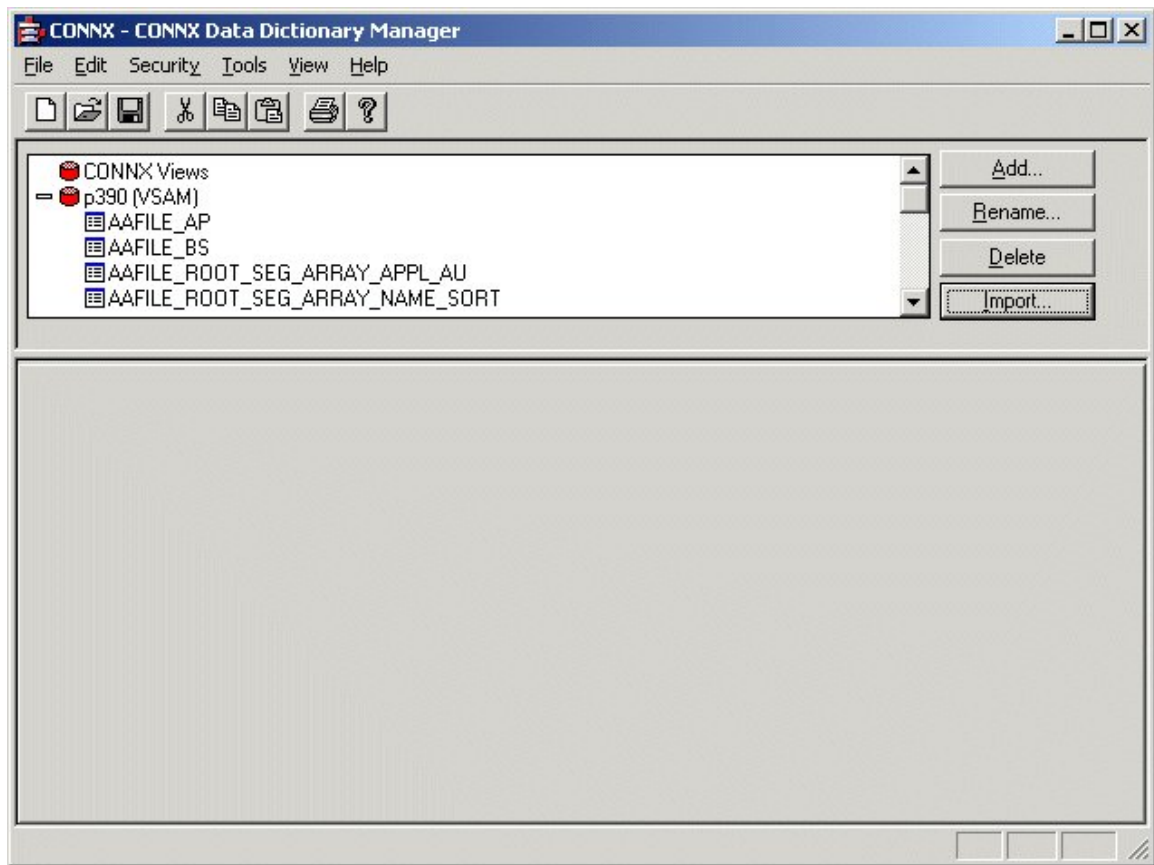 CONNX - CONNX Data Dictionary Manager
File Edit Security Tools View Help
CONNX Views
p390 (VSAM)
AAFILE_AP
AAFILE_BS
AAFILE_ROOT_SEG_ARRAY_APPL_AU
AAFILE_ROOT_SEG_ARRAY_NAME_SORT
Add...
Rename...
Delete
Import...